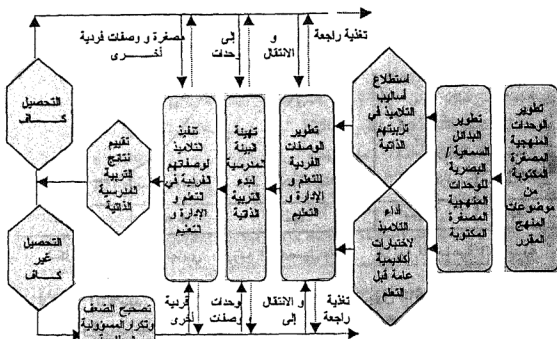 تغذية راجعة
و
الانتقال
إلى
وحدات
مصغرة و وصفات فردية
أخرى
تطوير
الوحدات
المنهجية
المصغرة
المكتوبة
من
موضوعات
المنهج
المقرر
تطوير
البدائل
السمعية /
البصرية
للوحدات
المنهجية
المصغرة
المكتوبة
استطلاع
أساليب
التلاميذ في
تربيتهم
الذاتية
أداء
التلاميذ
لاختبارات
أكاديمية
عامة قبل
التعلم
تطوير
الوصفات
الفردية
للتعلم و
الإدارة و
التعليم
تهيئة
البيئة
المدرسية
لبدء
التربية
الذاتية
تنفيذ
التلاميذ
لوصفاتهم
الفردية في
التعلم و
الإدارة و
التعليم
تقييم
نتائج
التربية
المدرسية
الذاتية
التحصيل
كاف
التحصيل
غير
كاف
تصحيح الضعف
وتكرار المسؤولية
تغذية
راجعة
و الانتقال
إلى
وحدات
وصفات
فردية
أخرى